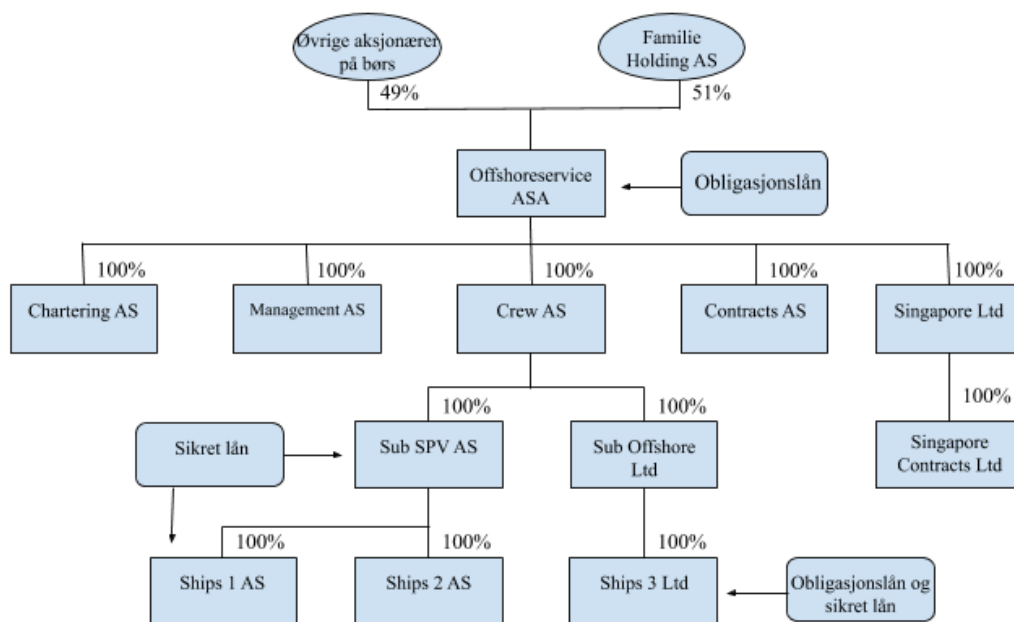 Øvrige aksjonærer
på børs
Familie
Holding AS
49%
51%
Offshoreservice
ASA
Obligasjonslån
100%
100%
100%
100%
100%
Chartering AS
Management AS
Crew AS
Contracts AS
Singapore Ltd
100%
100%
100%
Sikret lån
Sub SPV AS
Sub Offshore
Ltd
Singapore
Contracts Ltd
100%
100%
100%
Ships 1 AS
Ships 2 AS
Ships 3 Ltd
Obligasjonslån og
sikret lån